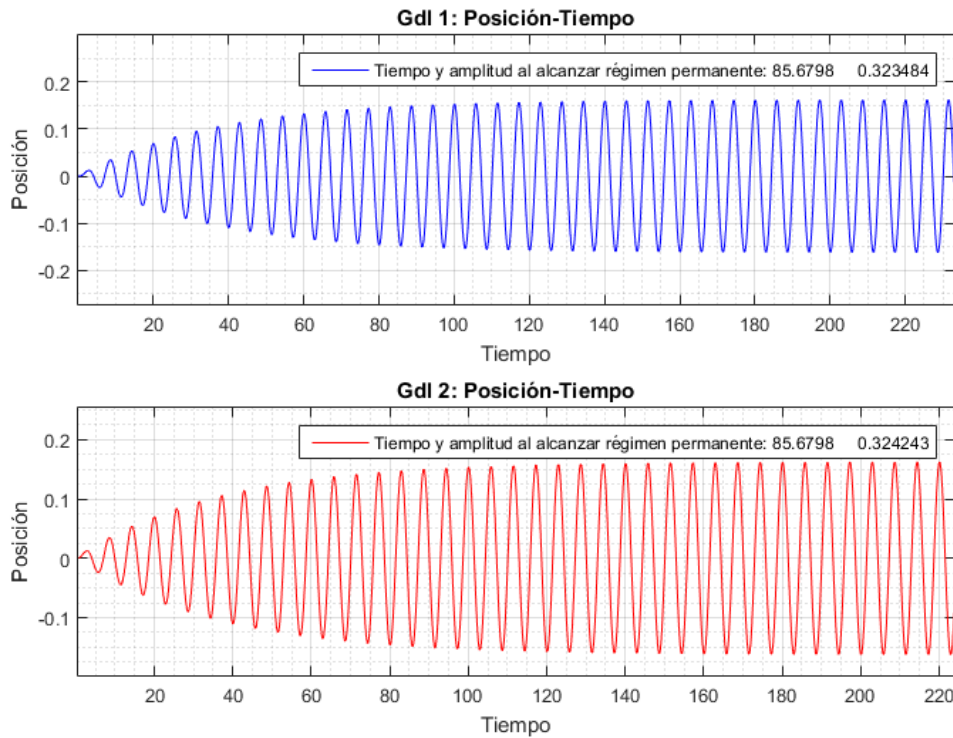 Gdl 1: Posición-Tiempo
Tiempo y amplitud al alcanzar régimen permanente: 85.6798 0.323484
0.2
0.1
0
-0.1
-0.2
Posición
20 40 60 80 100 120 140 160 180 200 220
Tiempo
Gdl 2: Posición-Tiempo
Tiempo y amplitud al alcanzar régimen permanente: 85.6798 0.324243
0.2
0.1
0
-0.1
Posición
20 40 60 80 100 120 140 160 180 200 220
Tiempo